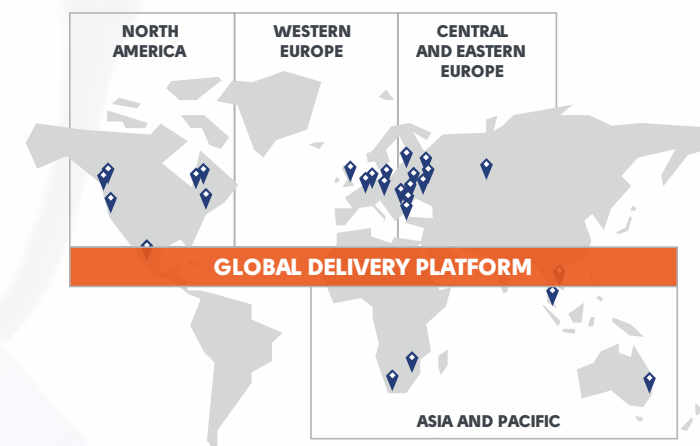 NORTH
AMERICA
WESTERN
EUROPE
CENTRAL
AND EASTERN
EUROPE
GLOBAL DELIVERY PLATFORM
ASIA AND PACIFIC